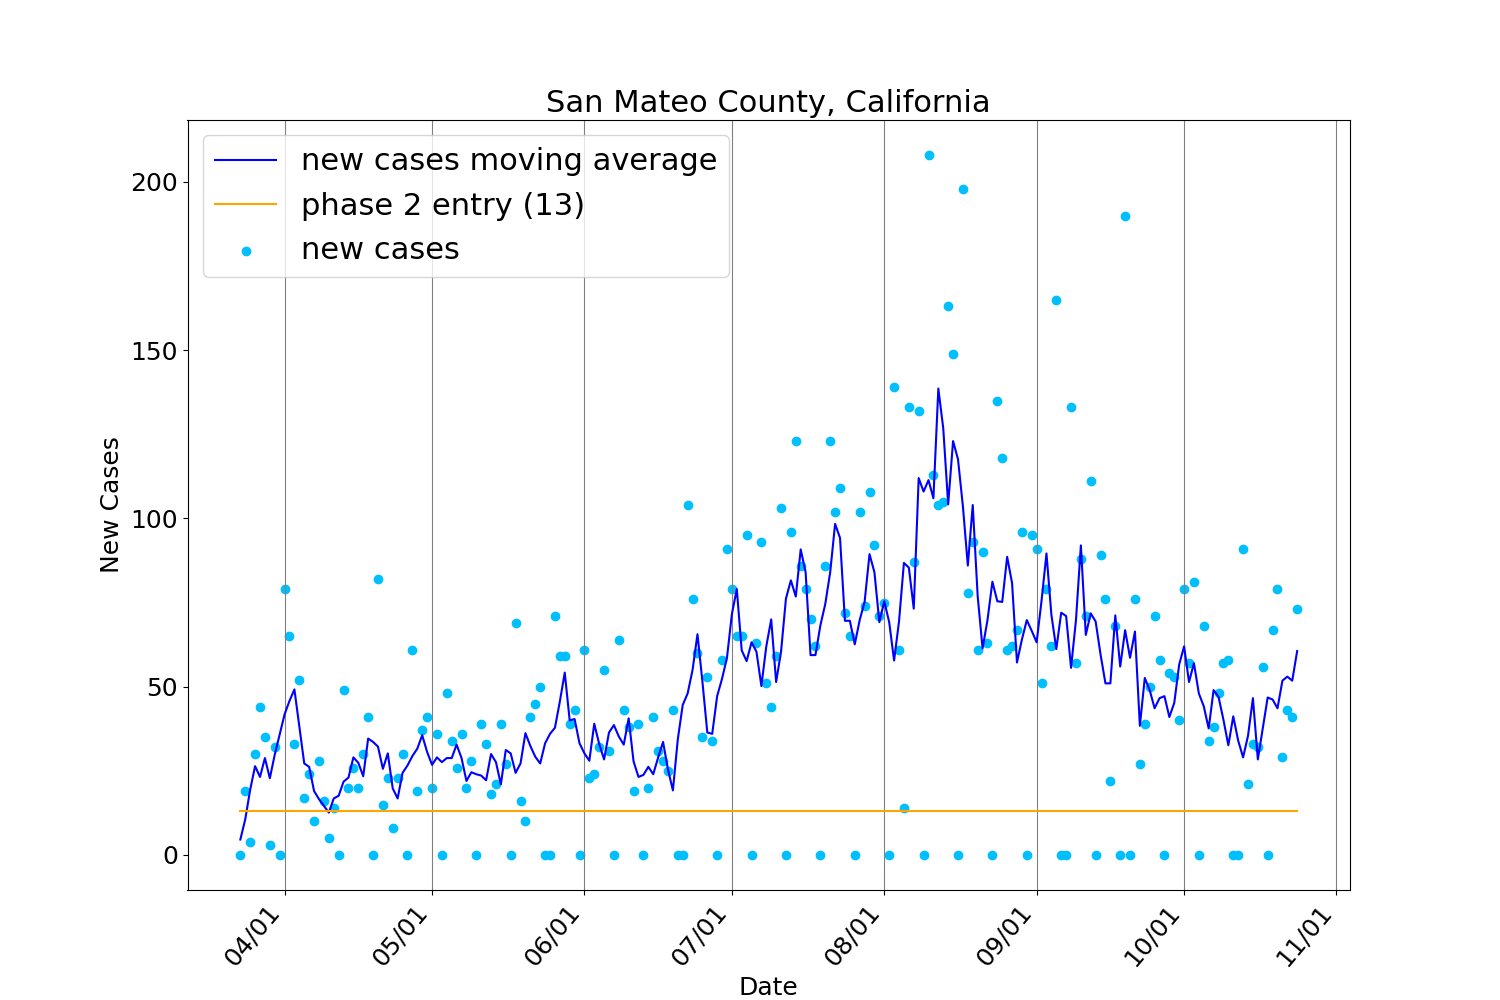 San Mateo County, California
new cases moving average
phase 2 entry (13)
new cases
200
150
100
50
0
New Cases
04/01
05/01
06/01
07/01
08/01
09/01
10/01
11/01
Date